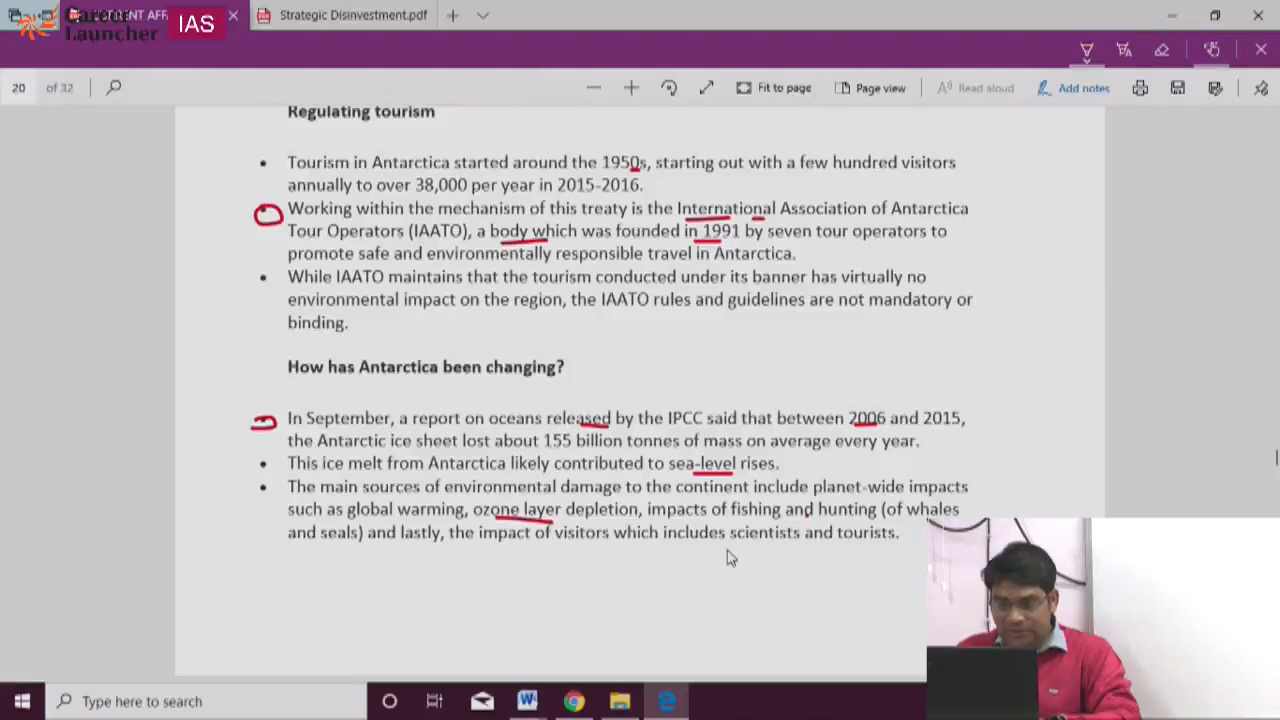 CURRENT AFF
Strategic Disinvestment.pdf
Career
Launcher
IAS
20 of 32
Fit to page
Page view
Read aloud
Add notes
Regulating tourism
• Tourism in Antarctica started around the 1950s, starting out with a few hundred visitors
annually to over 38,000 per year in 2015-2016.
• Working within the mechanism of this treaty is the International Association of Antarctica
Tour Operators (IAATO), a body which was founded in 1991 by seven tour operators to
promote safe and environmentally responsible travel in Antarctica.
• While IAATO maintains that the tourism conducted under its banner has virtually no
environmental impact on the region, the IAATO rules and guidelines are not mandatory or
binding.
How has Antarctica been changing?
In September, a report on oceans released by the IPCC said that between 2006 and 2015,
the Antarctic ice sheet lost about 155 billion tonnes of mass on average every year.
• This ice melt from Antarctica likely contributed to sea-level rises.
• The main sources of environmental damage to the continent include planet-wide impacts
such as global warming, ozone layer depletion, impacts of fishing and hunting (of whales
and seals) and lastly, the impact of visitors which includes scientists and tourists.
Type here to search